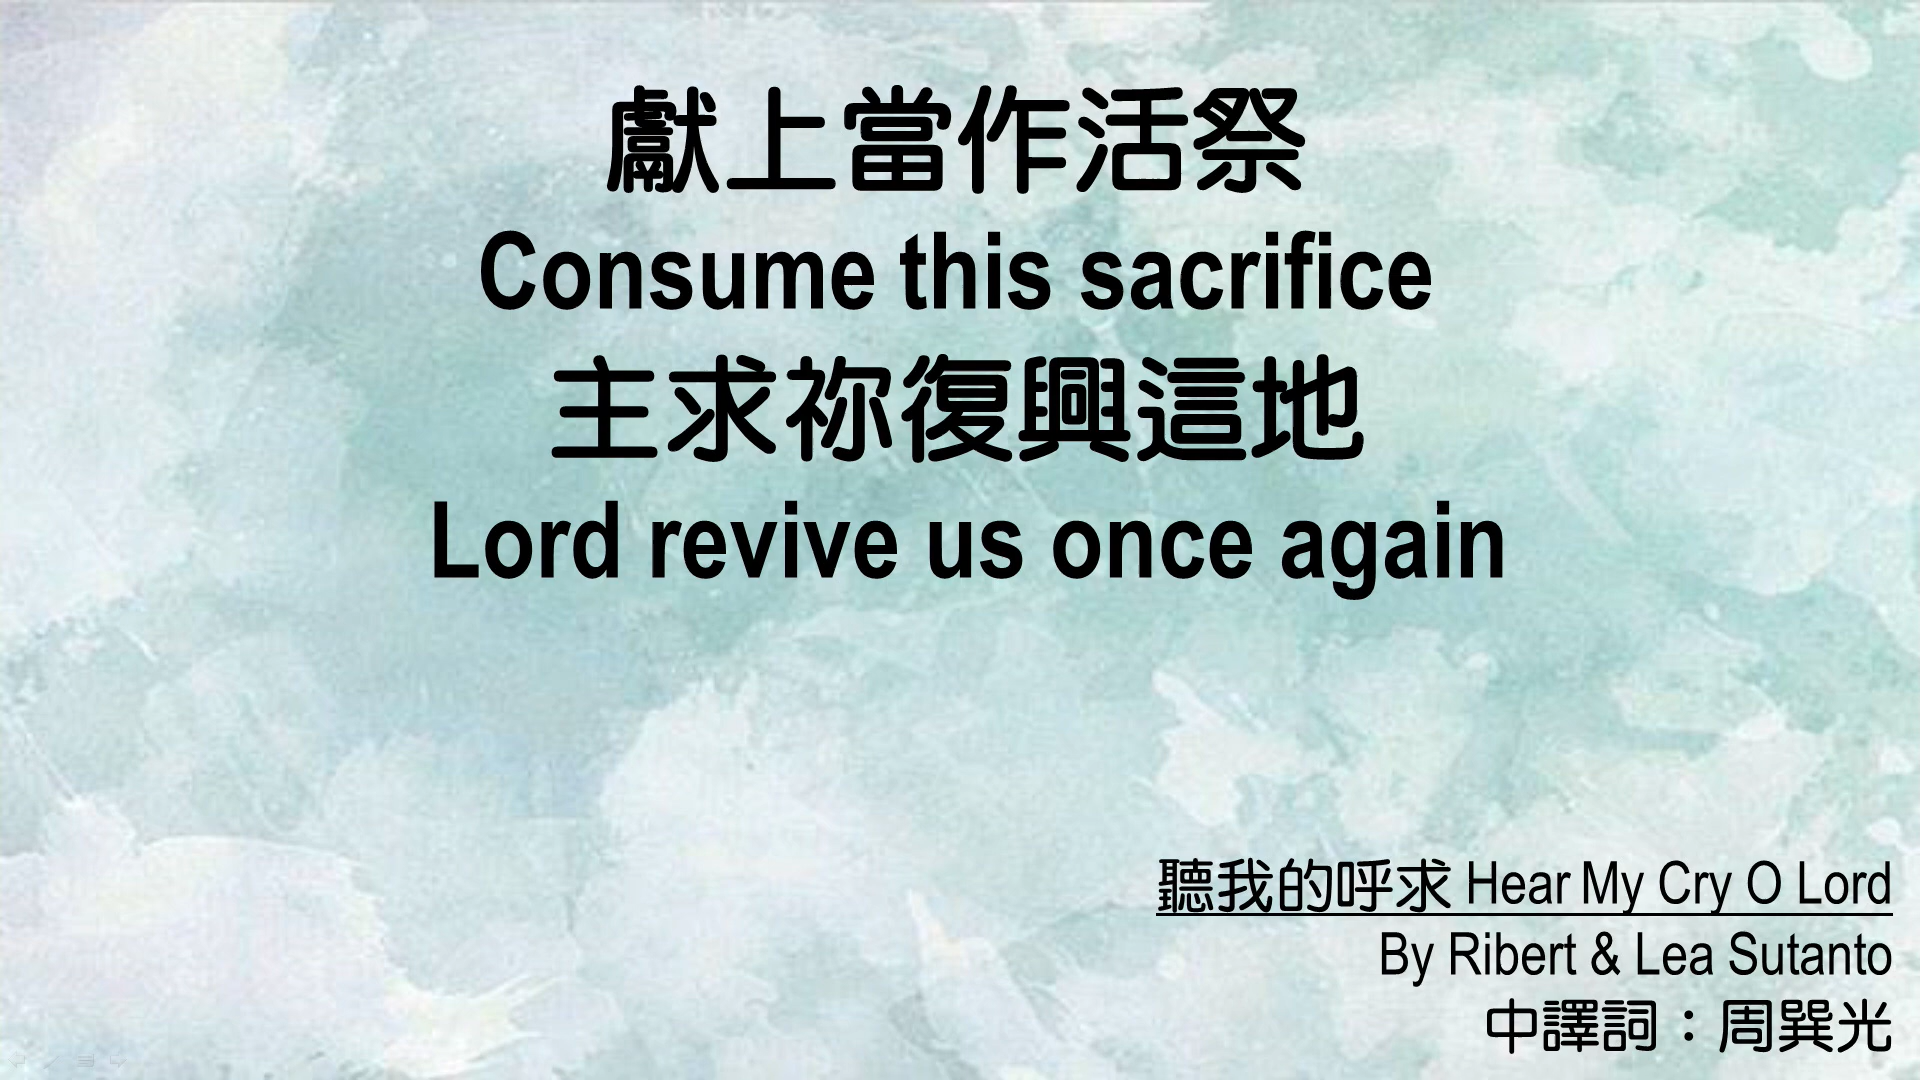 獻上當作活祭
Consume this sacrifice
主求祢復興這地
Lord revive us once again
聽我的呼求 Hear My Cry O Lord
By Ribert & Lea Sutanto
中譯詞：周巽光